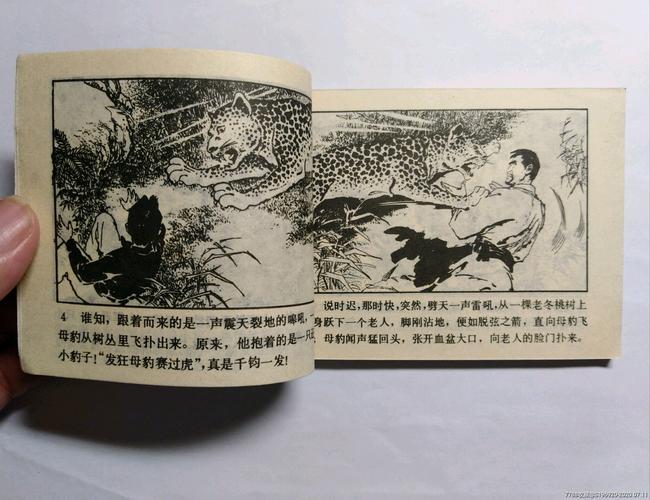 4 谁知，跟着而来的是一声震天裂地的嗥吼，一
母豹从树丛里飞扑出来。原来，他抱着的是一只
小豹子！“发狂母豹赛过虎”，真是千钧一发！
说时迟，那时快，突然，劈天一声雷吼，从一棵老冬桃树上
身跃下一个老人，脚刚沾地，便如脱弦之箭，直向母豹飞
母豹闻声猛回头，张开血盆大口，向老人的脸门扑来。